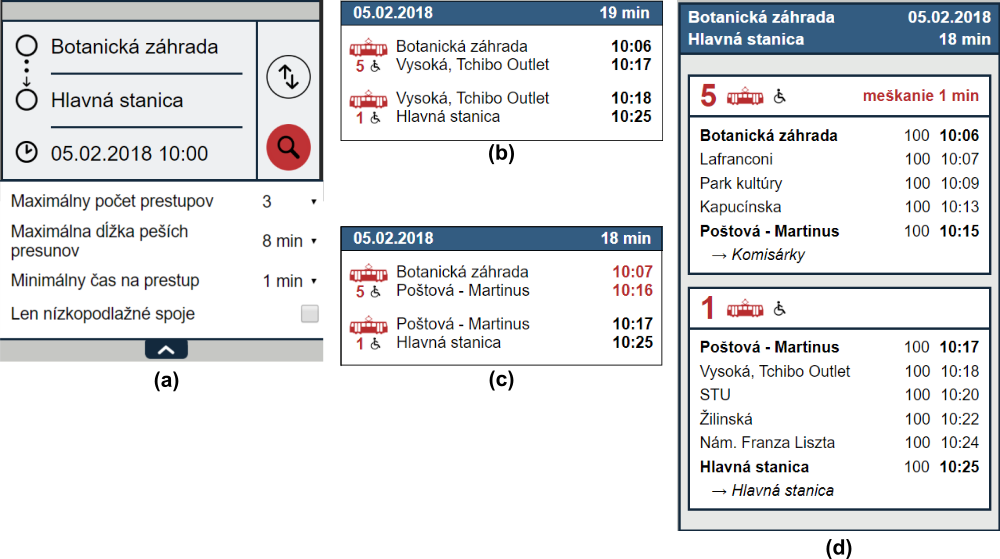 Botanická záhrada
Hlavná stanica
05.02.2018 10:00
Maximálny počet prestupov 3
Maximálna dĺžka peších
presunov 8 min
Minimálny čas na prestup 1 min
Len nízkopodlažné spoje
(a)
05.02.2018 19 min
Botanická záhrada 10:06
5 Vysoká, Tchibo Outlet 10:17
Vysoká, Tchibo Outlet 10:18
1 Hlavná stanica 10:25
(b)
05.02.2018 18 min
Botanická záhrada 10:07
5 Poštová - Martinus 10:16
Poštová - Martinus 10:17
1 Hlavná stanica 10:25
(c)
Botanická záhrada 05.02.2018
Hlavná stanica 18 min
5 meškanie 1 min
Botanická záhrada 100 10:06
Lafranconi 100 10:07
Park kultúry 100 10:09
Kapucínska 100 10:13
Poštová - Martinus 100 10:15
→ Komisárky
1
Poštová - Martinus 100 10:17
Vysoká, Tchibo Outlet 100 10:18
STU 100 10:20
Žilinská 100 10:22
Nám. Franza Liszta 100 10:24
Hlavná stanica 100 10:25
→ Hlavná stanica
(d)